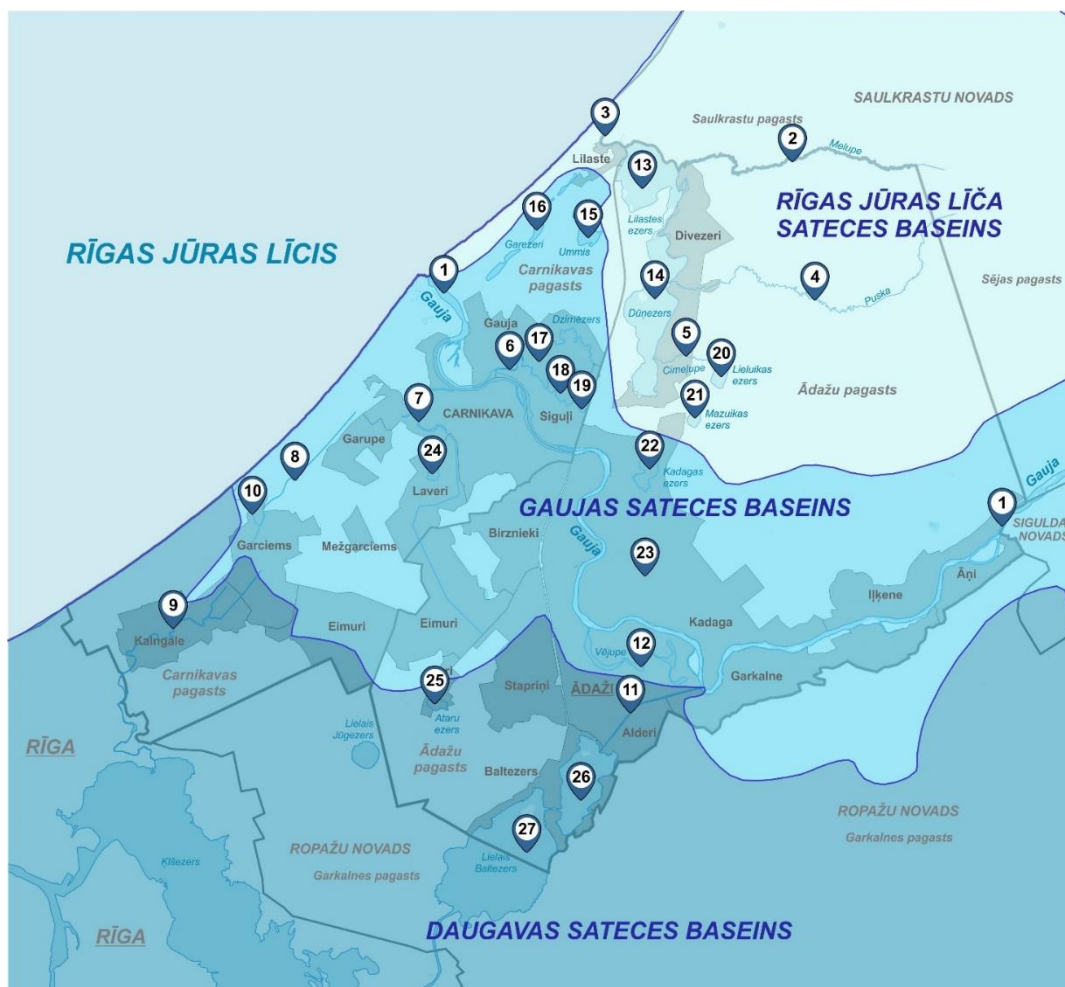 SAULKRASTU NOVADS
3
Saulkrastu pagasts
2
Meļupe
Lilaste
13
RĪGAS JŪRAS LĪČA
SATECES BASEINS
16
15
Lilastes
ezers
RĪGAS JŪRAS LĪCIS
Garezeri
Ummis
Divezeri
Carnikavas
pagasts
1
14
4
Sējas pagasts
Gauja
Puska
Dūņezers
Gauja
Dzirnezers
6
17
5
20
Cimeļupe
Lieluikas
ezers
18
19
7
21
Ādažu pagasts
CARNIKAVA
Siguļi
Mazuikas
ezers
Garupe
22
8
24
Kadagas
ezers
Laveri
Gauja
10
GAUJAS SATECES BASEINS
1
Birznieki
SIGULDAS
NOVADS
Garciems
Mežgarciems
Gauja
23
Āņi
Iļķene
9
Eimuri
Eimuri
Kadaga
Kalngale
12
Vējupe
Carnikavas
pagasts
25
Garkalne
Stapriņi
ĀDAŽI
11
Ataru
ezers
Lielais
Jūgezers
Alderi
RĪGA
Ādažu
pagasts
Baltezers
26
27
ROPAŽU NOVADS
Garkalnes pagasts
ROPAŽU NOVADS
Garkalnes pagasts
Ķīšezers
Lielais
Baltezers
RĪGA
DAUGAVAS SATECES BASEINS